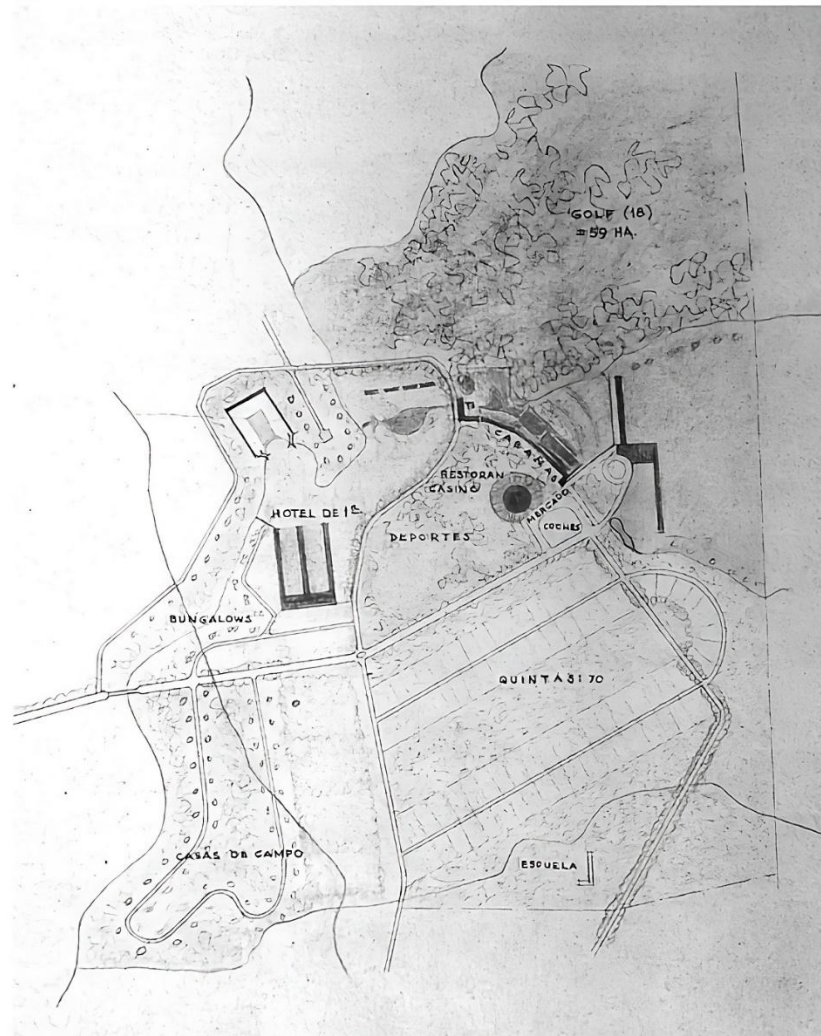 GOLF (18)
= 59 HA.
CABAÑAS
RESTORAN
CASINO
MERCADO
HOTEL DE 1ª
COCHES
DEPORTES
BUNGALOWS
QUINTAS: 70
CASAS DE CAMPO
ESCUELA